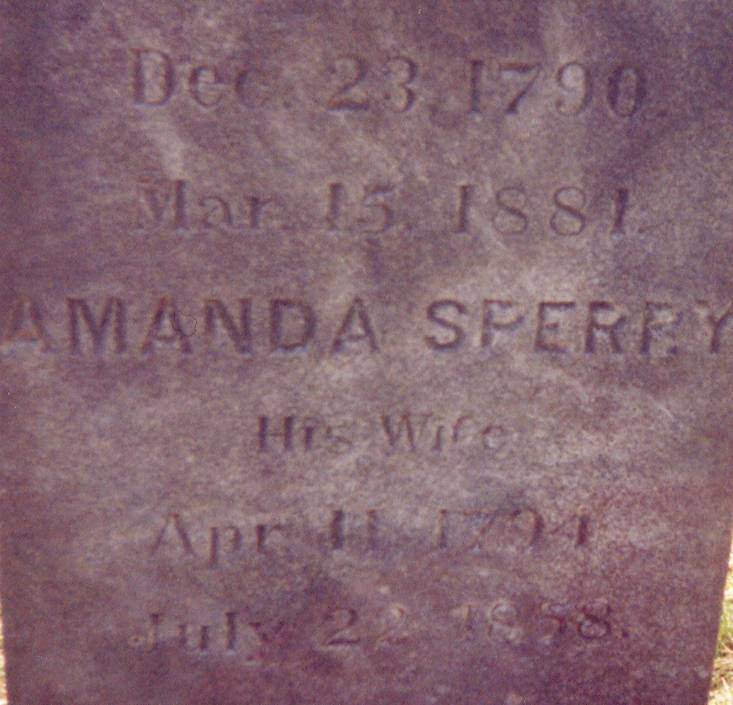 Dec. 23, 1790
Mar. 15, 1881.
AMANDA SPERRY
His Wife
Apr. 11, 1794
July 22, 1858.